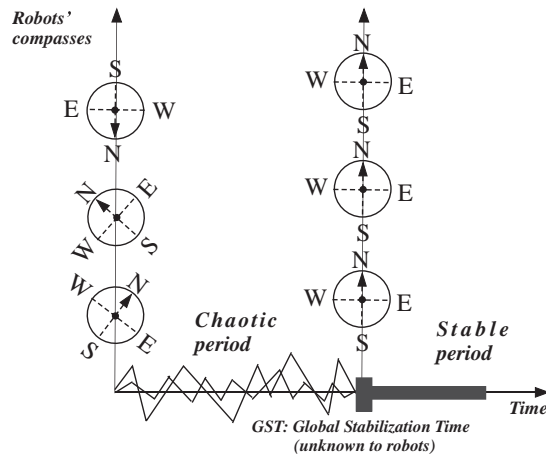 Robots'
compasses
S
E
W
N
N
E
W
S
W
N
S
E
N
W
E
S
N
W
E
S
N
W
E
S
Chaotic
period
Stable
period
Time
GST: Global Stabilization Time
(unknown to robots)